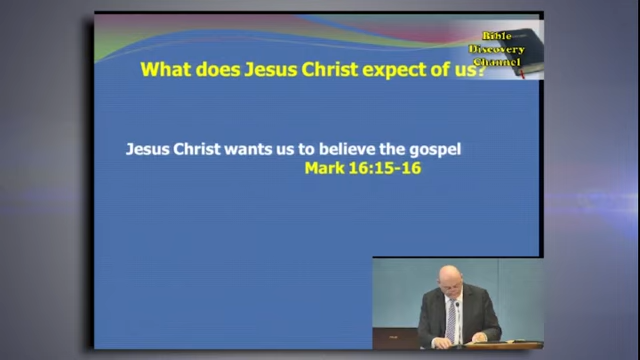 Bible
Discovery
Channel
What does Jesus Christ expect of us?
Jesus Christ wants us to believe the gospel
Mark 16:15-16